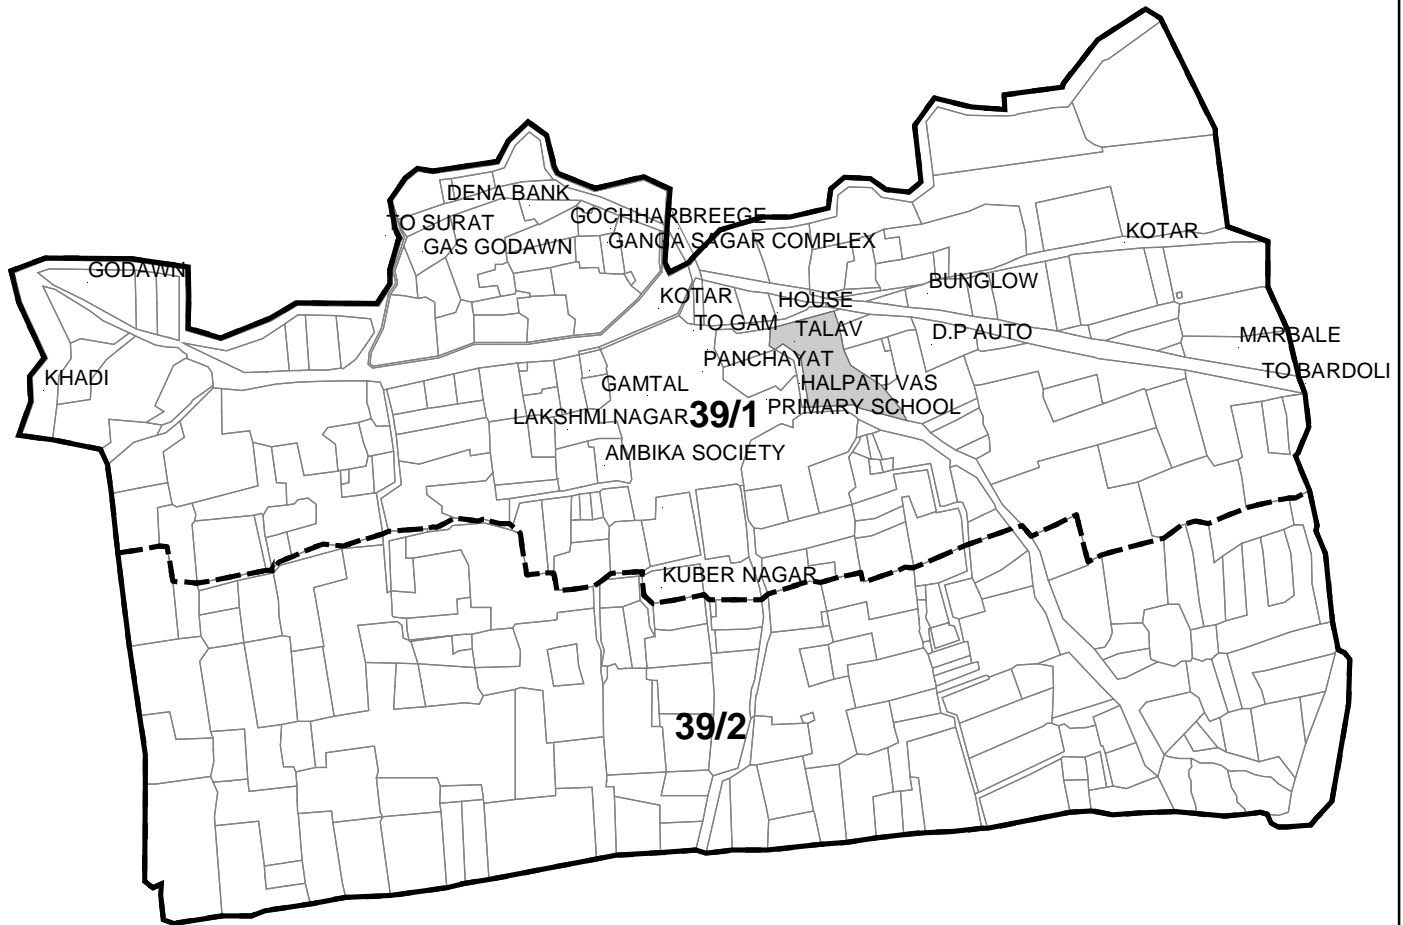 DENA BANK
TO SURAT
GOCHHARBREEGE
GAS GODAWN
GANGA SAGAR COMPLEX
KOTAR
GODAWN
BUNGLOW
KOTAR
HOUSE
TO GAM
TALAV
D.P AUTO
MARBALE
PANCHAYAT
TO BARDOLI
KHADI
GAMTAL
HALPATI VAS
LAKSHMI NAGAR
39/1
PRIMARY SCHOOL
AMBIKA SOCIETY
KUBER NAGAR
39/2